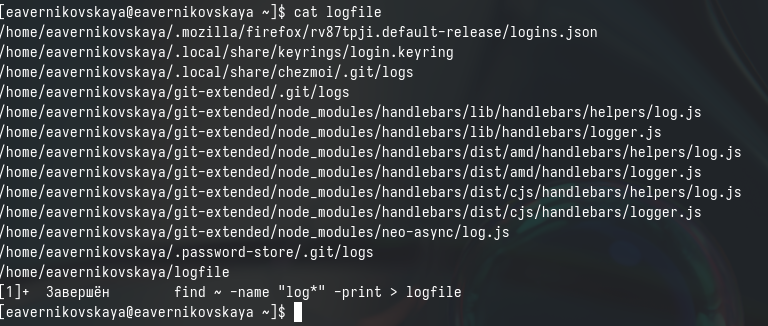 [eavernikovskaya@eavernikovskaya ~]$ cat logfile
/home/eavernikovskaya/.mozilla/firefox/rv87tpji.default-release/logins.json
/home/eavernikovskaya/.local/share/keyrings/login.keyring
/home/eavernikovskaya/.local/share/chezmoi/.git/logs
/home/eavernikovskaya/git-extended/.git/logs
/home/eavernikovskaya/git-extended/node_modules/handlebars/lib/handlebars/helpers/log.js
/home/eavernikovskaya/git-extended/node_modules/handlebars/lib/handlebars/logger.js
/home/eavernikovskaya/git-extended/node_modules/handlebars/dist/amd/handlebars/helpers/log.js
/home/eavernikovskaya/git-extended/node_modules/handlebars/dist/amd/handlebars/logger.js
/home/eavernikovskaya/git-extended/node_modules/handlebars/dist/cjs/handlebars/helpers/log.js
/home/eavernikovskaya/git-extended/node_modules/handlebars/dist/cjs/handlebars/logger.js
/home/eavernikovskaya/git-extended/node_modules/neo-async/log.js
/home/eavernikovskaya/.password-store/.git/logs
/home/eavernikovskaya/logfile
[1]+  Завершён        find ~ -name "log*" -print > logfile
[eavernikovskaya@eavernikovskaya ~]$